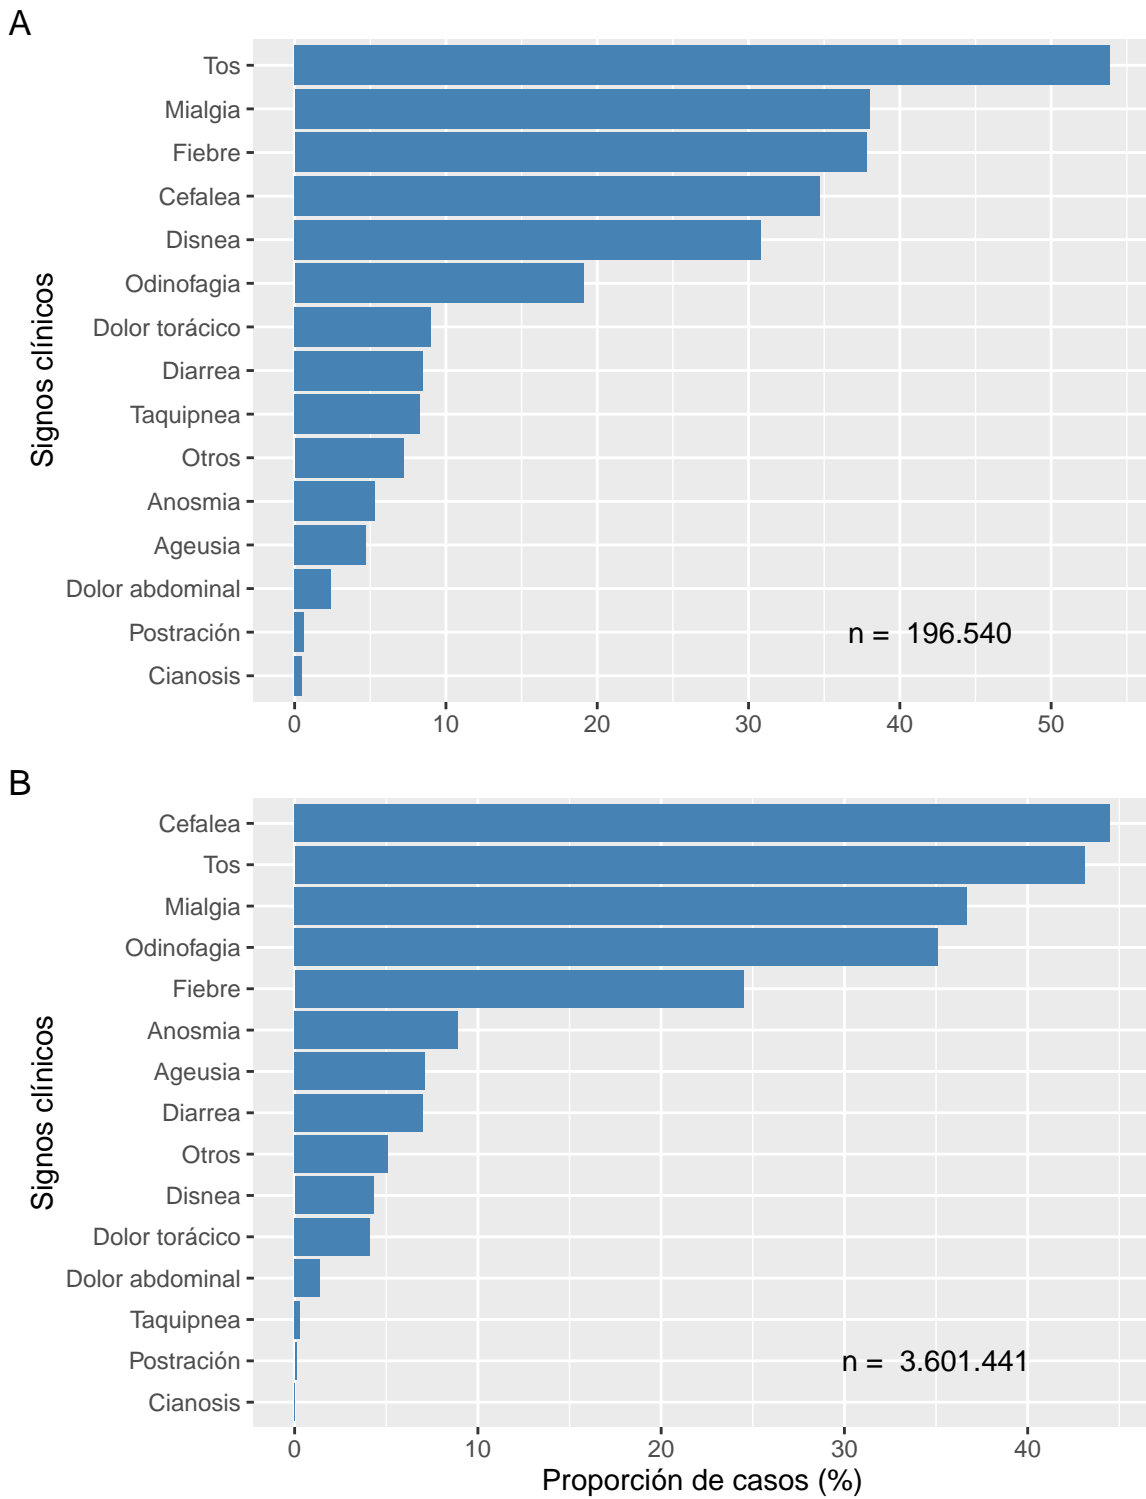 A
Signos clínicos
Tos
Mialgia
Fiebre
Cefalea
Disnea
Odinofagia
Dolor torácico
Diarrea
Taquipnea
Otros
Anosmia
Ageusia
Dolor abdominal
Postración
Cianosis
n =  196.540
0 10 20 30 40 50
B
Signos clínicos
Cefalea
Tos
Mialgia
Odinofagia
Fiebre
Anosmia
Ageusia
Diarrea
Otros
Disnea
Dolor torácico
Dolor abdominal
Taquipnea
Postración
Cianosis
n =  3.601.441
0 10 20 30 40
Proporción de casos (%)